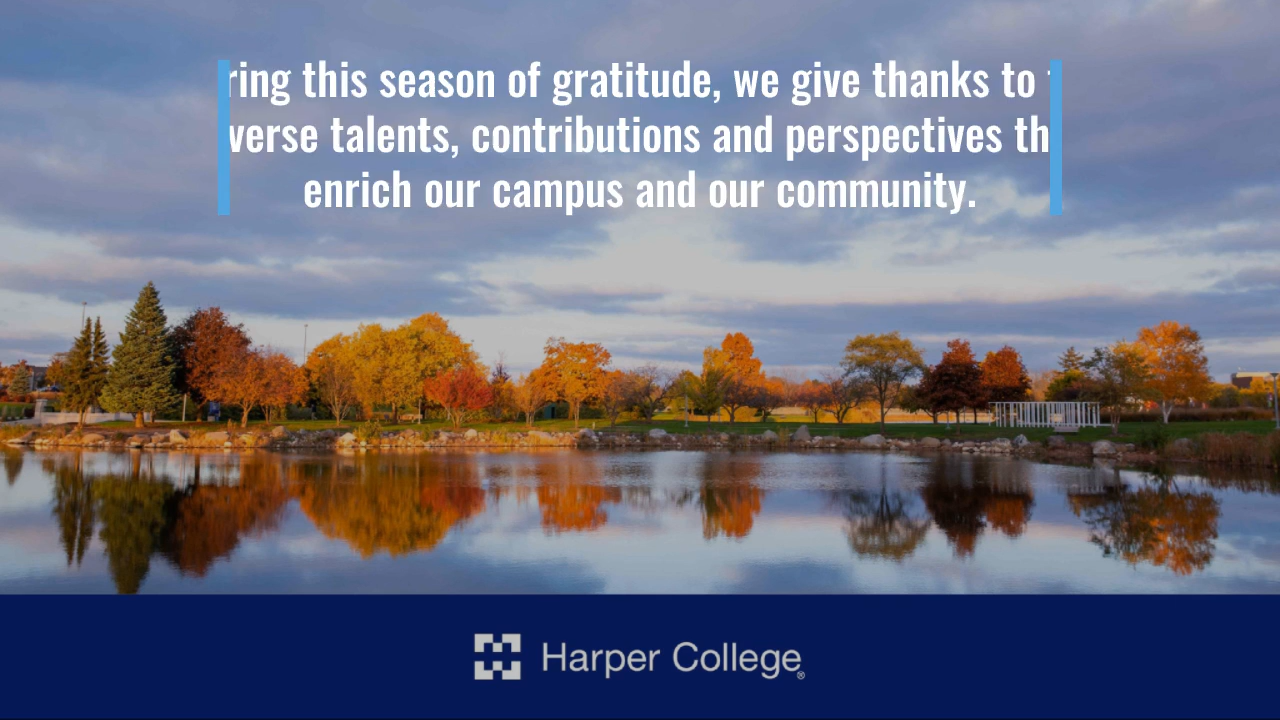 ring this season of gratitude, we give thanks to
verse talents, contributions and perspectives th
enrich our campus and our community.
Harper College®